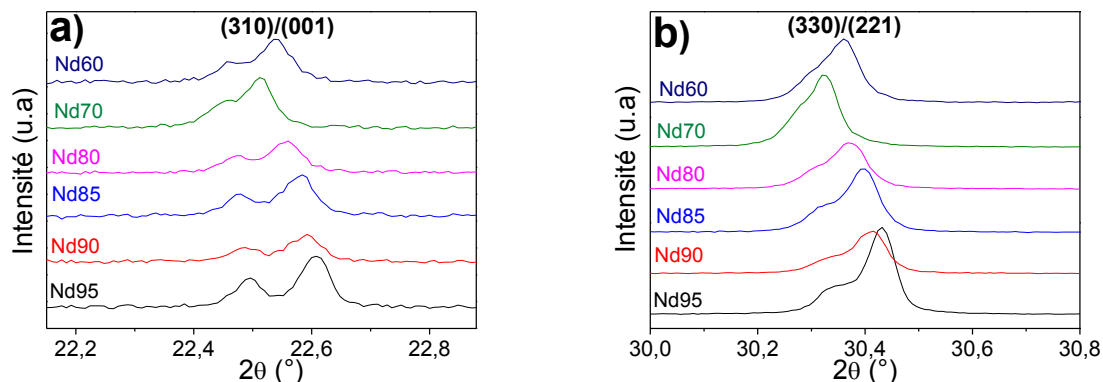 a)
(310)/(001)
Nd60
Nd70
Nd80
Nd85
Nd90
Nd95
Intensité (u.a)
22,2 22,4 22,6 22,8
2θ (°)
b)
(330)/(221)
Nd60
Nd70
Nd80
Nd85
Nd90
Nd95
Intensité (u.a)
30,0 30,2 30,4 30,6 30,8
2θ (°)